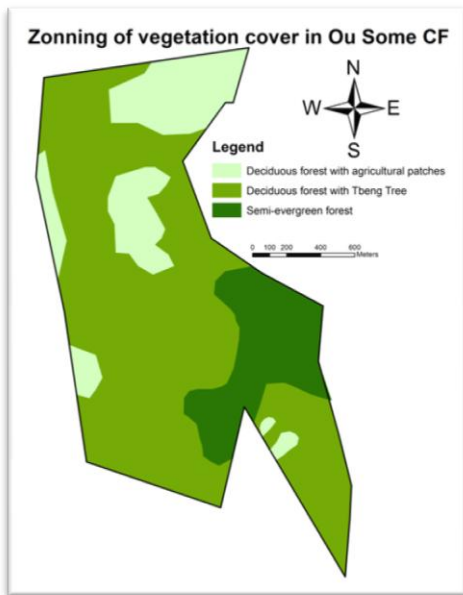 Zonning of vegetation cover in Ou Some CF
N
W E
S
Legend
Deciduous forest with agricultural patches
Deciduous forest with Tbeng Tree
Semi-evergreen forest
0 100 200 400 600
Meters